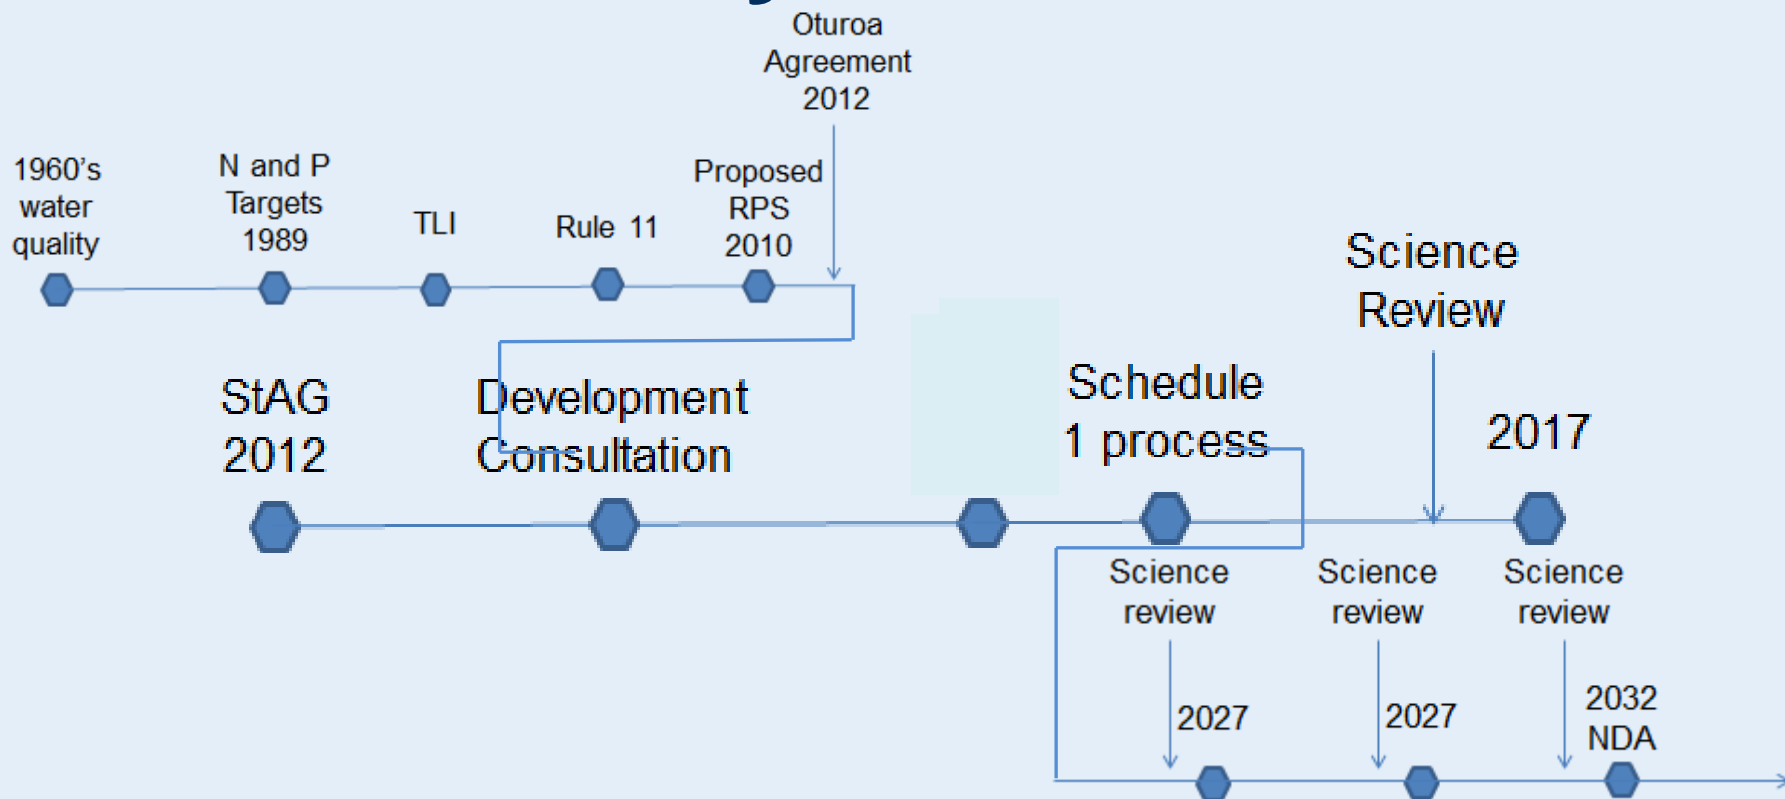 Oturoa
Agreement
2012
1960's
water
quality
N and P
Targets
1989
TLI
Rule 11
Proposed
RPS
2010
Science
Review
StAG
2012
Development
Consultation
Schedule
1 process
2017
Science
review
Science
review
Science
review
2027
2027
2032
NDA